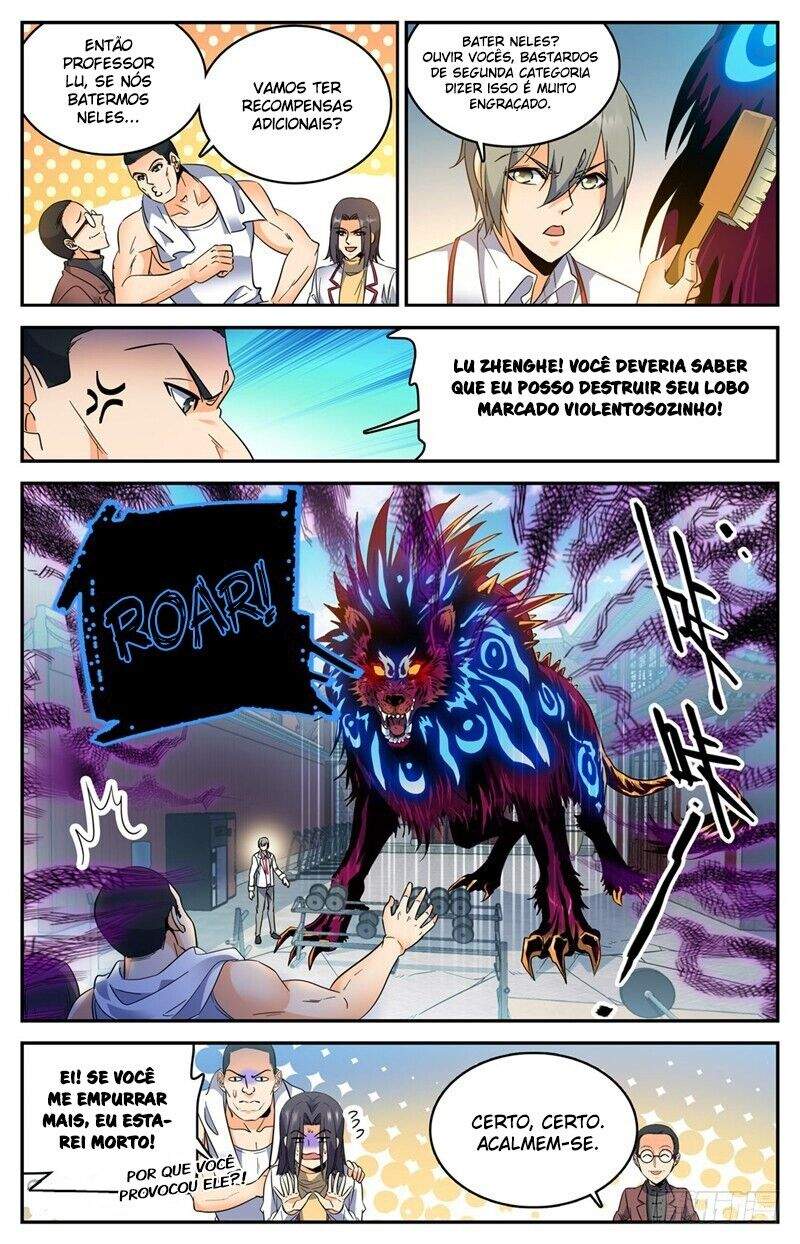 ENTÃO
PROFESSOR
LU, SE NÓS
BATERMOS
NELES...
VAMOS TER
RECOMPENSAS
ADICIONAIS?
BATER NELES?
OUVIR VOCÊS, BASTARDOS
DE SEGUNDA CATEGORIA
DIZER ISSO É MUITO
ENGRAÇADO.
LU ZHENGHE! VOCÊ DEVERIA SABER
QUE EU POSSO DESTRUIR SEU LOBO
MARCADO VIOLENTOSOZINHO!
ROAR!
EI! SE VOCÊ
ME EMPURRAR
MAIS, EU ESTA-
REI MORTO!
POR QUE VOCÊ
PROVOCOU ELE?!
CERTO, CERTO.
ACALMEM-SE.